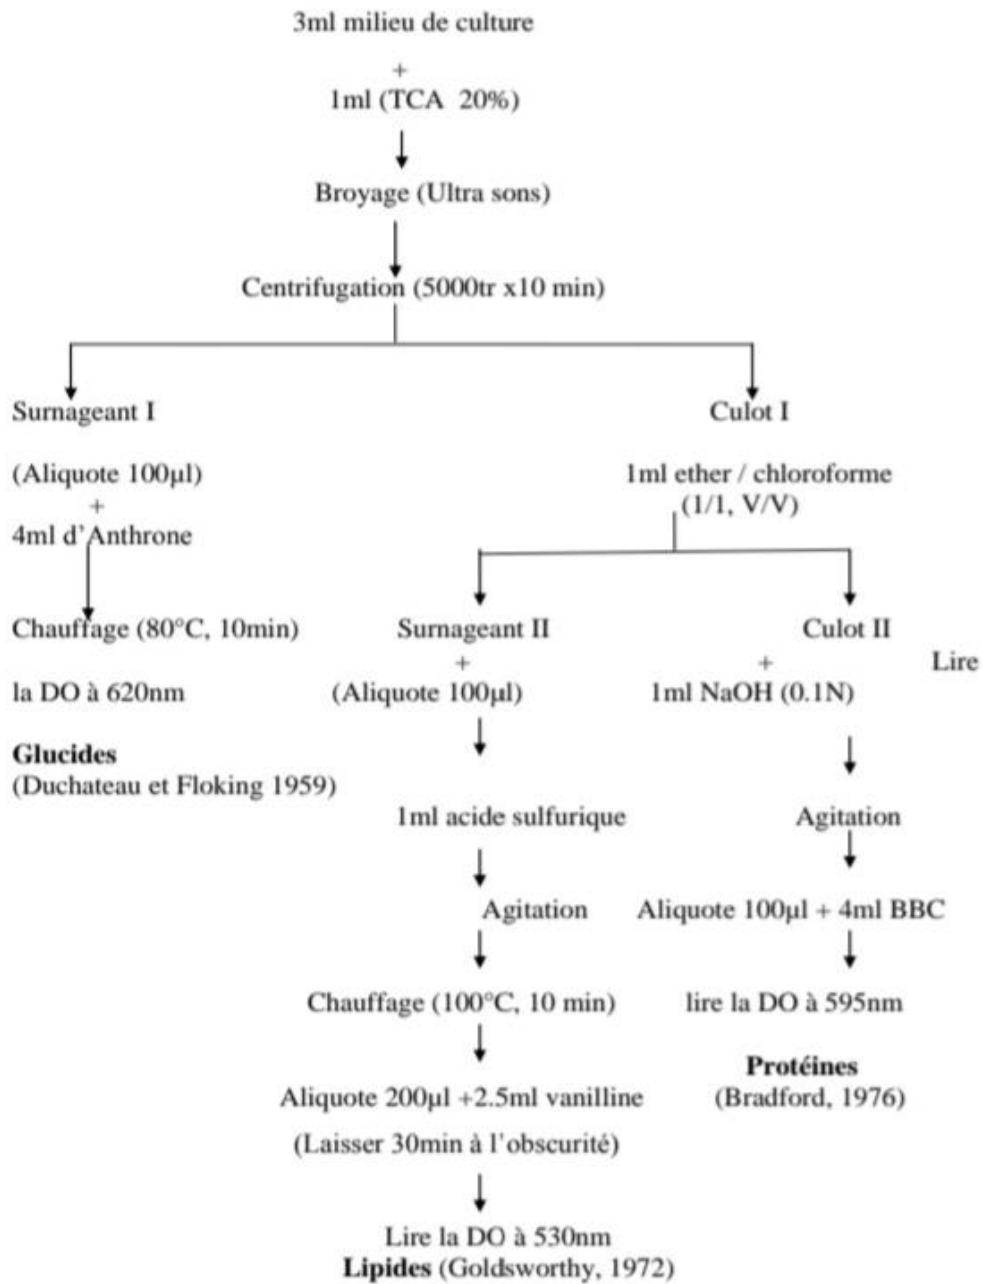 3ml milieu de culture
+
1ml (TCA 20%)
Broyage (Ultra sons)
Centrifugation (5000tr x10 min)
Surnageant I
Culot I
(Aliquote 100µl)
+
4ml d'Anthrone
1ml ether / chloroforme
(1/1, V/V)
Chauffage (80°C, 10min)
Surnageant II
+
(Aliquote 100µl)
Culot II
+
1ml NaOH (0.1N)
Lire
la DO à 620nm
Glucides
(Duchateau et Floking 1959)
1ml acide sulfurique
Agitation
Agitation
Aliquote 100µl + 4ml BBC
Chauffage (100°C, 10 min)
lire la DO à 595nm
Protéines
(Bradford, 1976)
Aliquote 200µl +2.5ml vanilline
(Laisser 30min à l'obscurité)
Lire la DO à 530nm
Lipides (Goldsworthy, 1972)